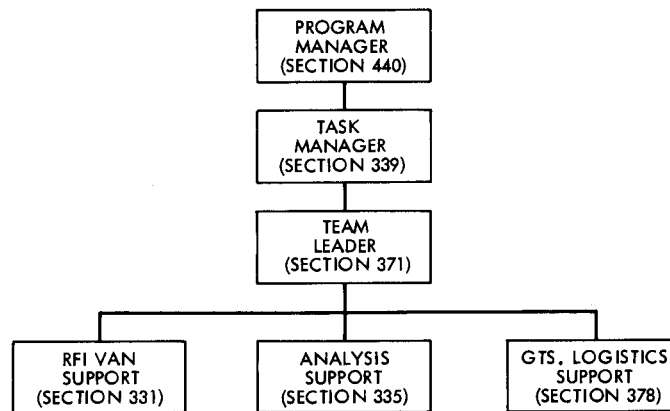 PROGRAM
MANAGER
(SECTION 440)
TASK
MANAGER
(SECTION 339)
TEAM
LEADER
(SECTION 371)
RFI VAN
SUPPORT
(SECTION 331)
ANALYSIS
SUPPORT
(SECTION 335)
GTS. LOGISTICS
SUPPORT
(SECTION 378)